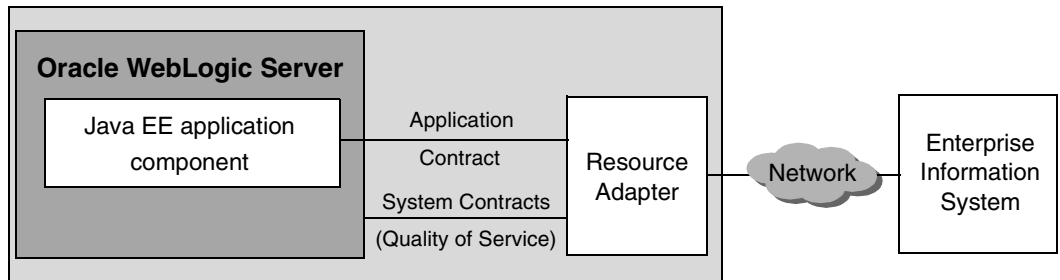 Oracle WebLogic Server
Java EE application
component
Application
Contract
System Contracts
(Quality of Service)
Resource
Adapter
Network
Enterprise
Information
System